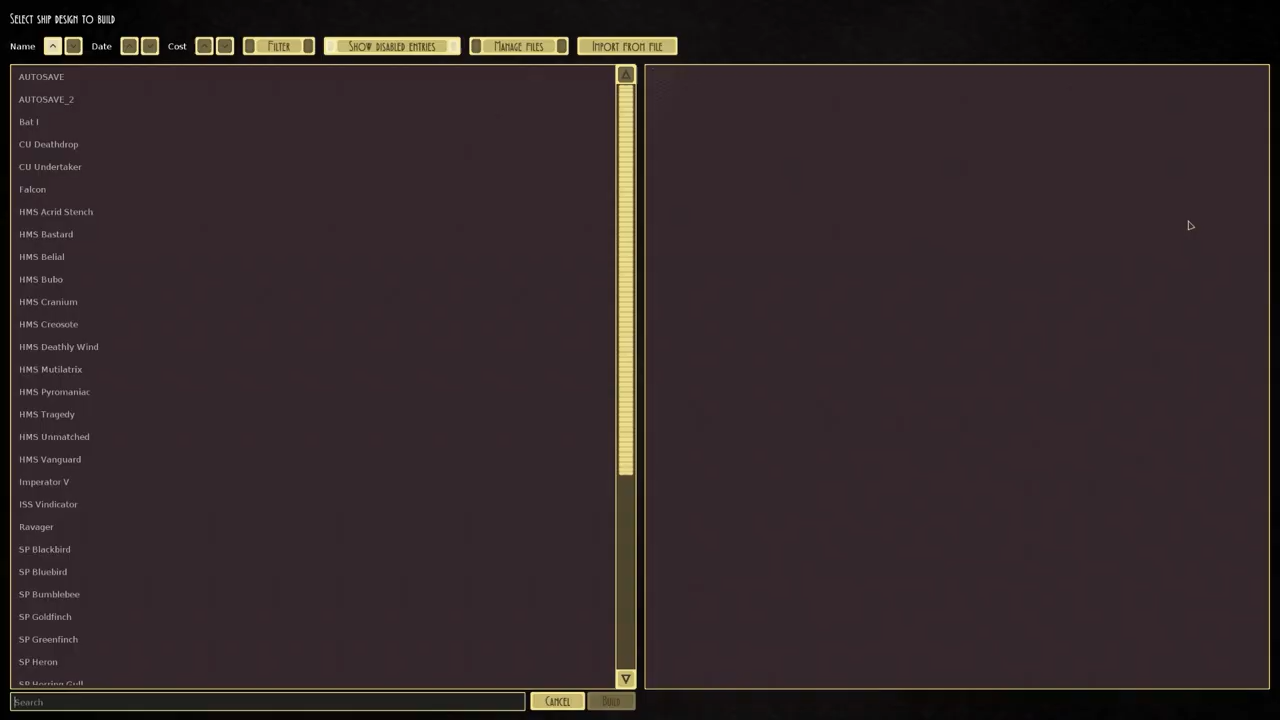 Select ship design to build
Name Date Cost Filter Show disabled entries Manage files Import from file
AUTOSAVE
AUTOSAVE_2
Bat I
CU Deathdrop
CU Undertaker
Falcon
HMS Acrid Stench
HMS Bastard
HMS Belial
HMS Bubo
HMS Cranium
HMS Creosote
HMS Deathly Wind
HMS Mutilatrix
HMS Pyromaniac
HMS Tragedy
HMS Unmatched
HMS Vanguard
Imperator V
ISS Vindicator
Ravager
SP Blackbird
SP Bluebird
SP Bumblebee
SP Goldfinch
SP Greenfinch
SP Heron
SP Herring Gull
Search Cancel Build